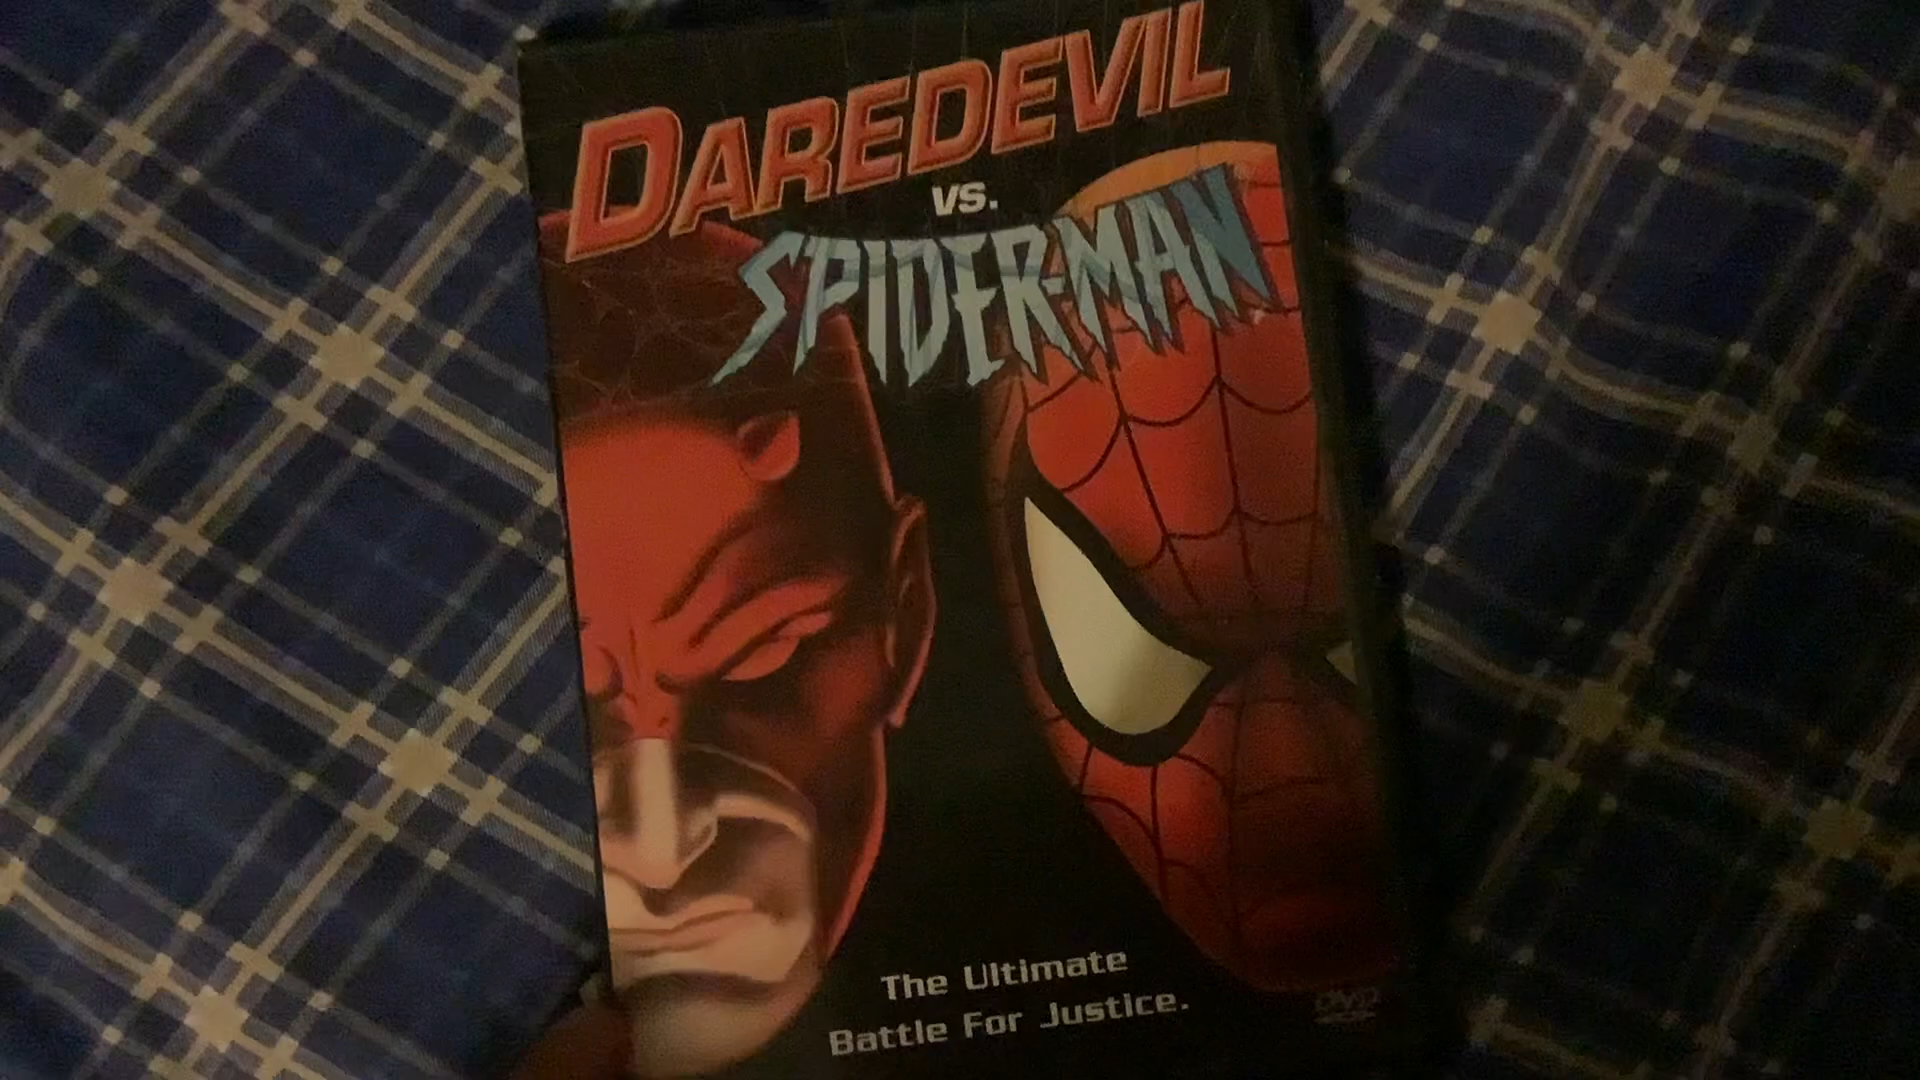 DAREDEVIL
VS.
SPIDER-MAN
The Ultimate
Battle For Justice.
DVD